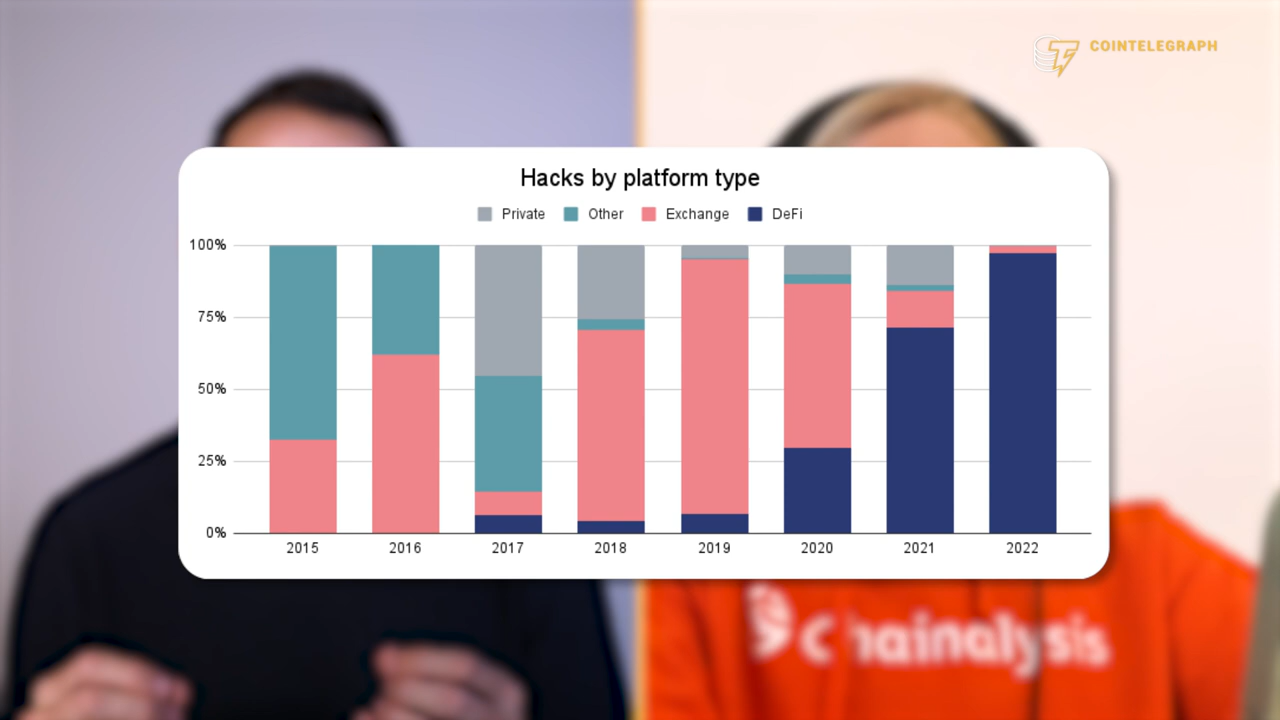 COINTELEGRAPH
Hacks by platform type
Private Other Exchange DeFi
100%
75%
50%
25%
0%
2015 2016 2017 2018 2019 2020 2021 2022
Chainalysis